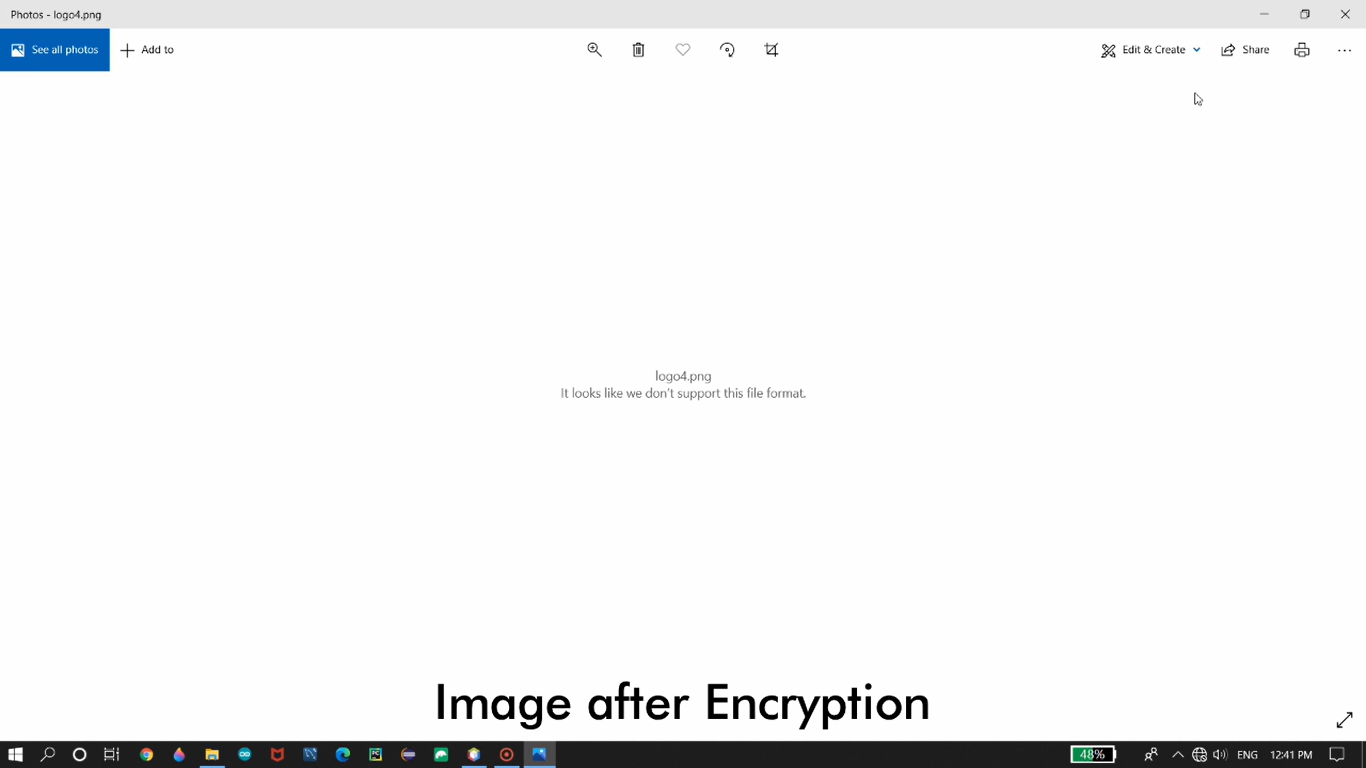 Photos - logo4.png
See all photos
Add to
Edit & Create
Share
logo4.png
It looks like we don't support this file format.
Image after Encryption
PC
48%
ENG
12:41 PM